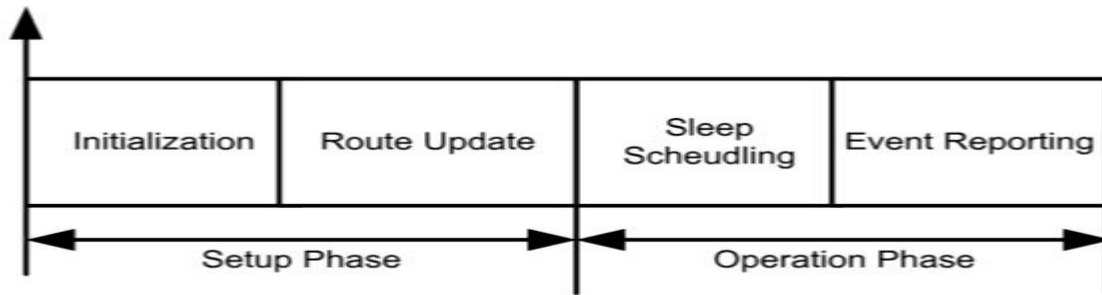 Initialization
Route Update
Sleep
Scheudling
Event Reporting
Setup Phase
Operation Phase